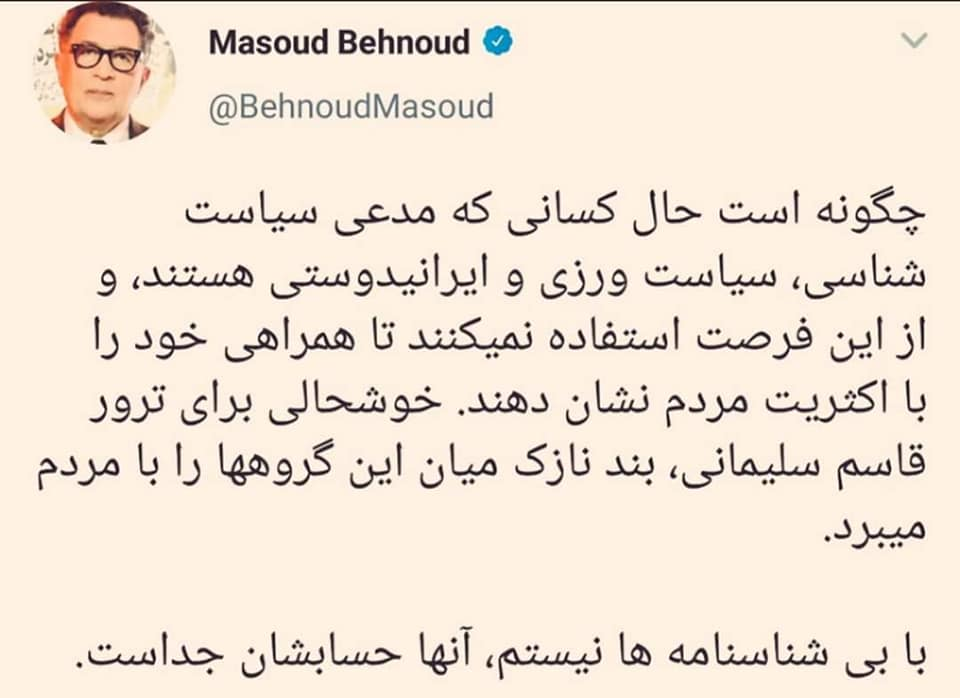 Masoud Behnoud
@BehnoudMasoud
چگونه است حال کسانی که مدعی سیاست
شناسی، سیاست ورزی و ایرانیدوستی هستند، و
از این فرصت استفاده نمیکنند تا همراهی خود را
با اکثریت مردم نشان دهند. خوشحالی برای ترور
قاسم سلیمانی، بند نازک میان این گروهها را با مردم
میبرد.
با بی شناسنامه ها نیستم، آنها حسابشان جداست.